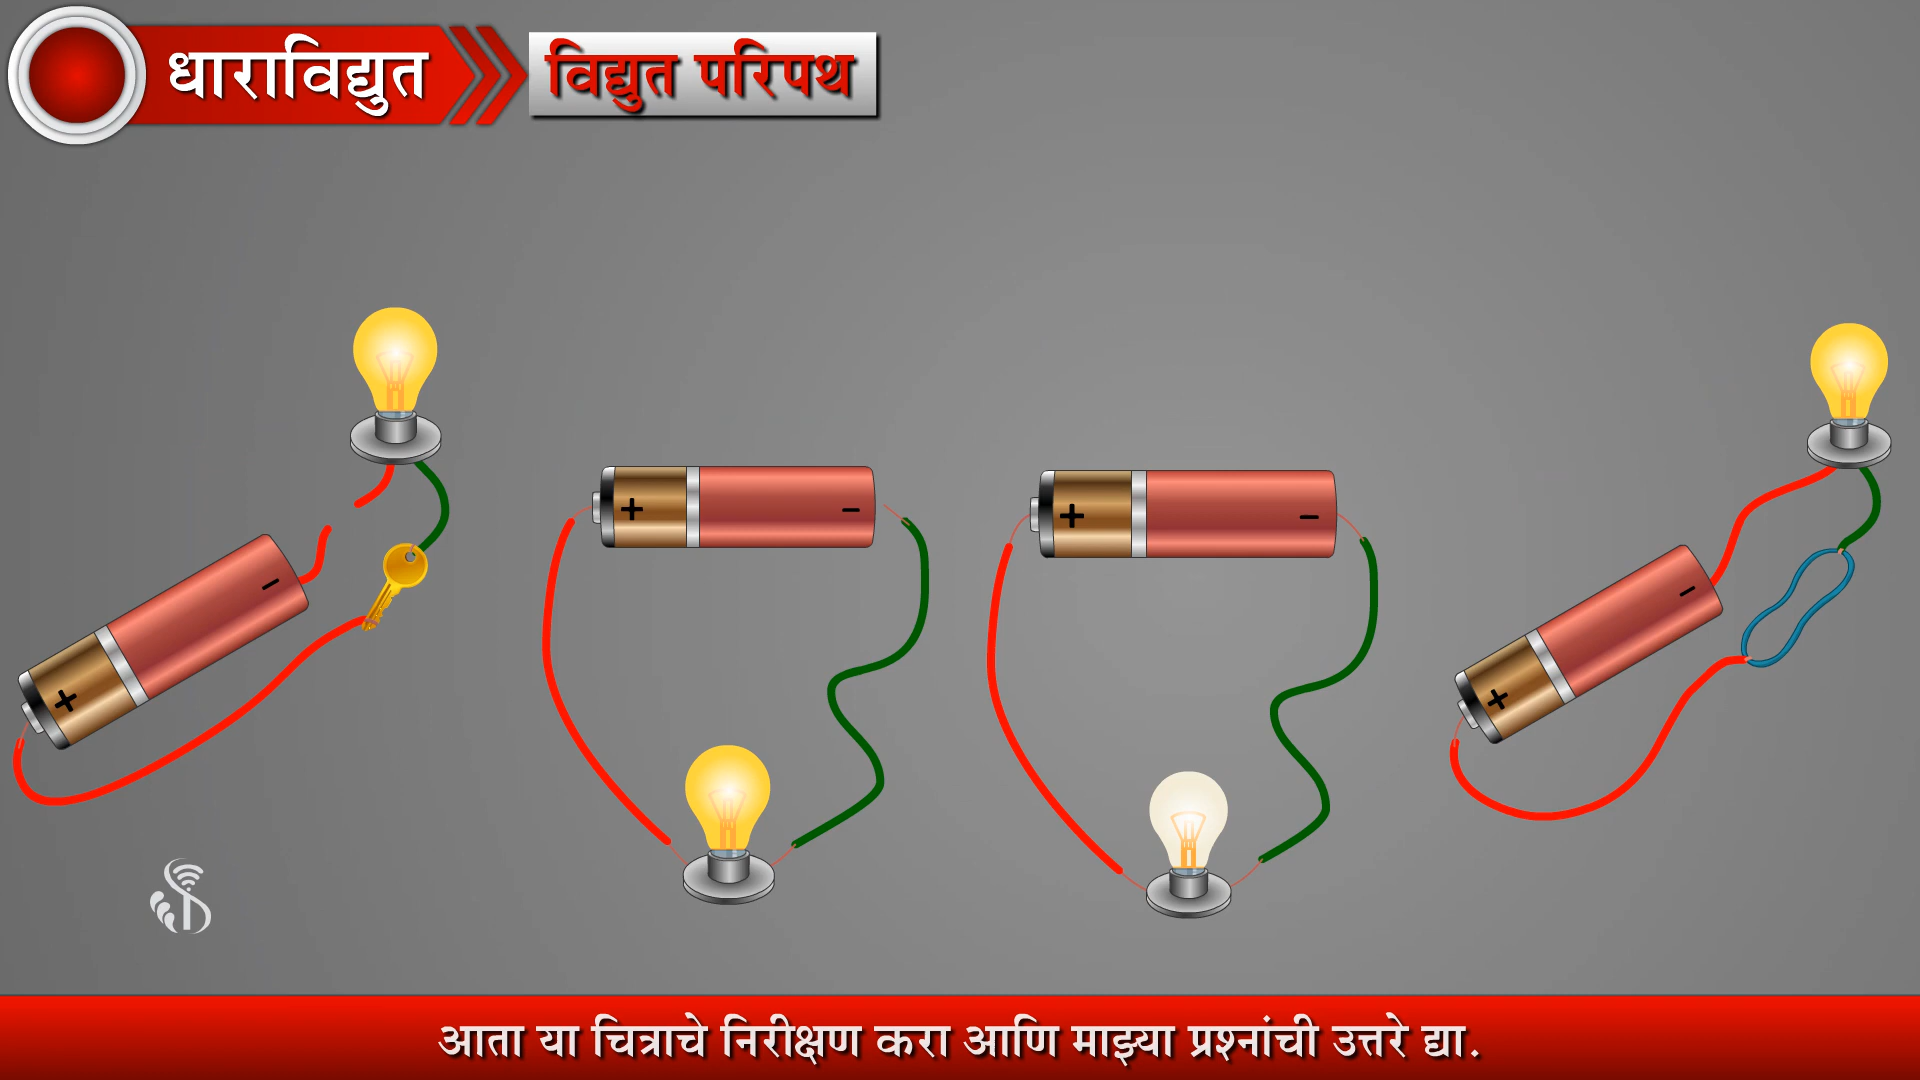 धाराविद्युत
विद्युत परिपथ
+ -
+ -
+ -
+ -
आता या चित्राचे निरीक्षण करा आणि माझ्या प्रश्नांची उत्तरे द्या.